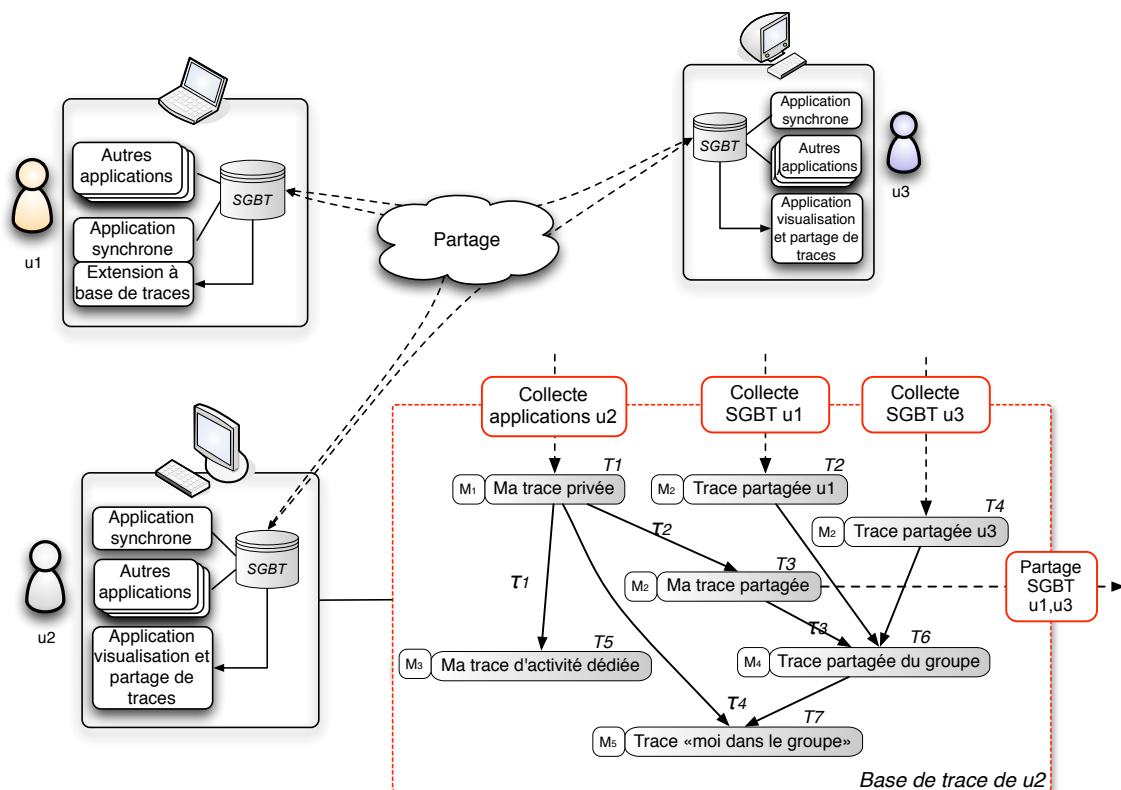 Autres
applications
SGBT
Application
synchrone
Extension à
base de traces
u1
Partage
SGBT
Application
synchrone
Autres
applications
Application
visualisation
et partage de
traces
u3
Application
synchrone
Autres
applications
SGBT
Application
visualisation et
partage de
traces
u2
Collecte
applications u2
Collecte
SGBT u1
Collecte
SGBT u3
T1
M1 Ma trace privée
T2
M2 Trace partagée u1
T4
M2 Trace partagée u3
τ2
T3
M2 Ma trace partagée
Partage
SGBT
u1,u3
τ1
τ3
T5
M3 Ma trace d'activité dédiée
T6
M4 Trace partagée du groupe
τ4
T7
M5 Trace «moi dans le groupe»
Base de trace de u2